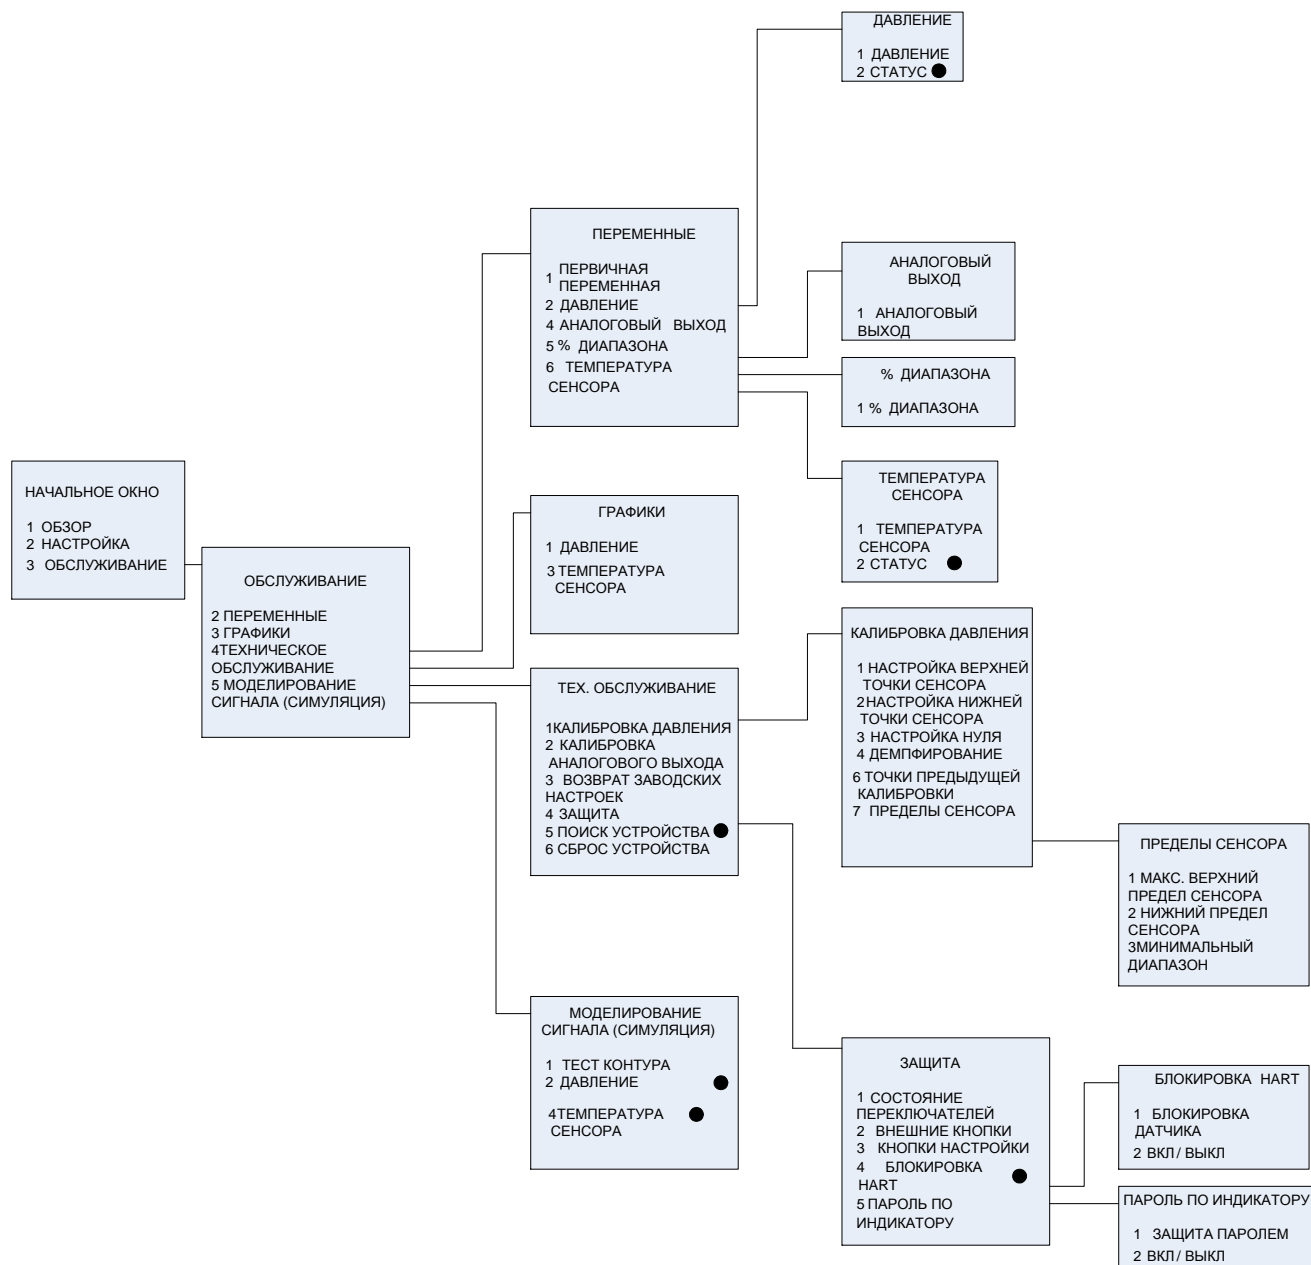 ДАВЛЕНИЕ
1 ДАВЛЕНИЕ
2 СТАТУС
ПЕРЕМЕННЫЕ
1 ПЕРВИЧНАЯ
ПЕРЕМЕННАЯ
2 ДАВЛЕНИЕ
4 АНАЛОГОВЫЙ ВЫХОД
5 % ДИАПАЗОНА
6 ТЕМПЕРАТУРА
СЕНСОРА
АНАЛОГОВЫЙ
ВЫХОД
1 АНАЛОГОВЫЙ
ВЫХОД
% ДИАПАЗОНА
1 % ДИАПАЗОНА
ТЕМПЕРАТУРА
СЕНСОРА
1 ТЕМПЕРАТУРА
СЕНСОРА
2 СТАТУС
НАЧАЛЬНОЕ ОКНО
1 ОБЗОР
2 НАСТРОЙКА
3 ОБСЛУЖИВАНИЕ
ОБСЛУЖИВАНИЕ
2 ПЕРЕМЕННЫЕ
3 ГРАФИКИ
4ТЕХНИЧЕСКОЕ
ОБСЛУЖИВАНИЕ
5 МОДЕЛИРОВАНИЕ
СИГНАЛА (СИМУЛЯЦИЯ)
ГРАФИКИ
1 ДАВЛЕНИЕ
3 ТЕМПЕРАТУРА
СЕНСОРА
ТЕХ. ОБСЛУЖИВАНИЕ
1КАЛИБРОВКА ДАВЛЕНИЯ
2 КАЛИБРОВКА
АНАЛОГОВОГО ВЫХОДА
3 ВОЗВРАТ ЗАВОДСКИХ
НАСТРОЕК
4 ЗАЩИТА
5 ПОИСК УСТРОЙСТВА
6 СБРОС УСТРОЙСТВА
КАЛИБРОВКА ДАВЛЕНИЯ
1 НАСТРОЙКА ВЕРХНЕЙ
ТОЧКИ СЕНСОРА
2НАСТРОЙКА НИЖНЕЙ
ТОЧКИ СЕНСОРА
3 НАСТРОЙКА НУЛЯ
4 ДЕМПФИРОВАНИЕ
6 ТОЧКИ ПРЕДЫДУЩЕЙ
КАЛИБРОВКИ
7 ПРЕДЕЛЫ СЕНСОРА
ПРЕДЕЛЫ СЕНСОРА
1 МАКС. ВЕРХНИЙ
ПРЕДЕЛ СЕНСОРА
2 НИЖНИЙ ПРЕДЕЛ
СЕНСОРА
3МИНИМАЛЬНЫЙ
ДИАПАЗОН
МОДЕЛИРОВАНИЕ
СИГНАЛА (СИМУЛЯЦИЯ)
1 ТЕСТ КОНТУРА
2 ДАВЛЕНИЕ
4ТЕМПЕРАТУРА
СЕНСОРА
ЗАЩИТА
1 СОСТОЯНИЕ
ПЕРЕКЛЮЧАТЕЛЕЙ
2 ВНЕШНИЕ КНОПКИ
3 КНОПКИ НАСТРОЙКИ
4 БЛОКИРОВКА
HART
5 ПАРОЛЬ ПО
ИНДИКАТОРУ
БЛОКИРОВКА HART
1 БЛОКИРОВКА
ДАТЧИКА
2 ВКЛ / ВЫКЛ
ПАРОЛЬ ПО ИНДИКАТОРУ
1 ЗАЩИТА ПАРОЛЕМ
2 ВКЛ / ВЫКЛ